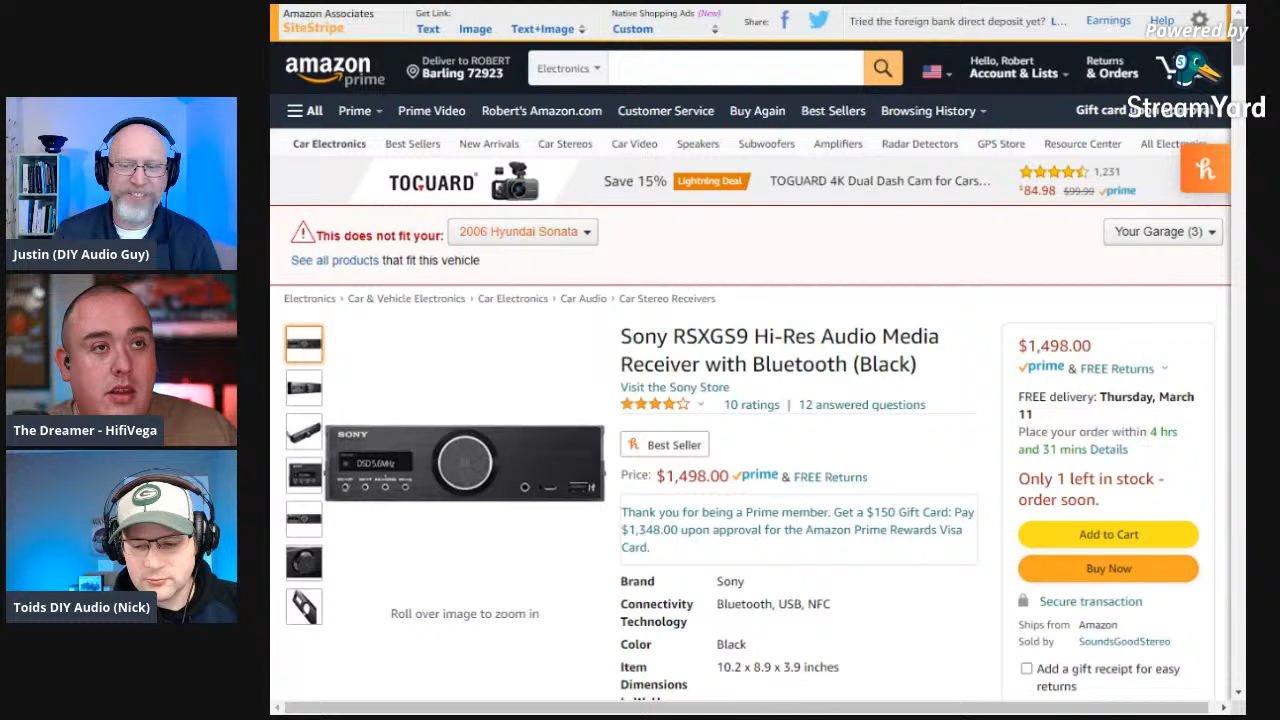 Amazon Associates
SiteStripe
Get Link:
Text
Image
Text+Image
Native Shopping Ads (New)
Custom
Share:
Tried the foreign bank direct deposit yet? L...
Earnings
Help
Powered by
StreamYard
amazon
prime
Deliver to ROBERT
Barling 72923
Electronics
Hello, Robert
Account & Lists
Returns
& Orders
All
Prime
Prime Video
Robert's Amazon.com
Customer Service
Buy Again
Best Sellers
Browsing History
Gift card
Car Electronics
Best Sellers
New Arrivals
Car Stereos
Car Video
Speakers
Subwoofers
Amplifiers
Radar Detectors
GPS Store
Resource Center
All Electronics
TOGUARD
Save 15%
Lightning Deal
TOGUARD 4K Dual Dash Cam for Cars...
1,231
$84.98 $99.99 prime
This does not fit your:
2006 Hyundai Sonata
Your Garage (3)
See all products that fit this vehicle
Electronics › Car & Vehicle Electronics › Car Electronics › Car Audio › Car Stereo Receivers
Justin (DIY Audio Guy)
The Dreamer - HifiVega
Toids DIY Audio (Nick)
SONY
DSD5.6MHz
Roll over image to zoom in
Sony RSXGS9 Hi-Res Audio Media
Receiver with Bluetooth (Black)
Visit the Sony Store
10 ratings | 12 answered questions
Best Seller
Price: $1,498.00 prime & FREE Returns
Thank you for being a Prime member. Get a $150 Gift Card: Pay
$1,348.00 upon approval for the Amazon Prime Rewards Visa
Card.
Brand
Sony
Connectivity
Technology
Bluetooth, USB, NFC
Color
Black
Item
Dimensions
10.2 x 8.9 x 3.9 inches
$1,498.00
prime & FREE Returns
FREE delivery: Thursday, March
11
Place your order within 4 hrs
and 31 mins Details
Only 1 left in stock -
order soon.
Add to Cart
Buy Now
Secure transaction
Ships from
Amazon
Sold by
SoundsGoodStereo
Add a gift receipt for easy
returns